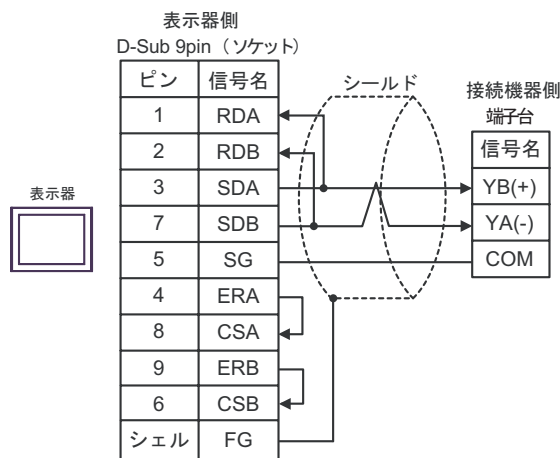 表示器側
D-Sub 9pin（ソケット）
ピン 信号名
1 RDA
2 RDB
3 SDA
7 SDB
5 SG
4 ERA
8 CSA
9 ERB
6 CSB
シェル FG
表示器
シールド
接続機器側
端子台
信号名
YB(+)
YA(-)
COM